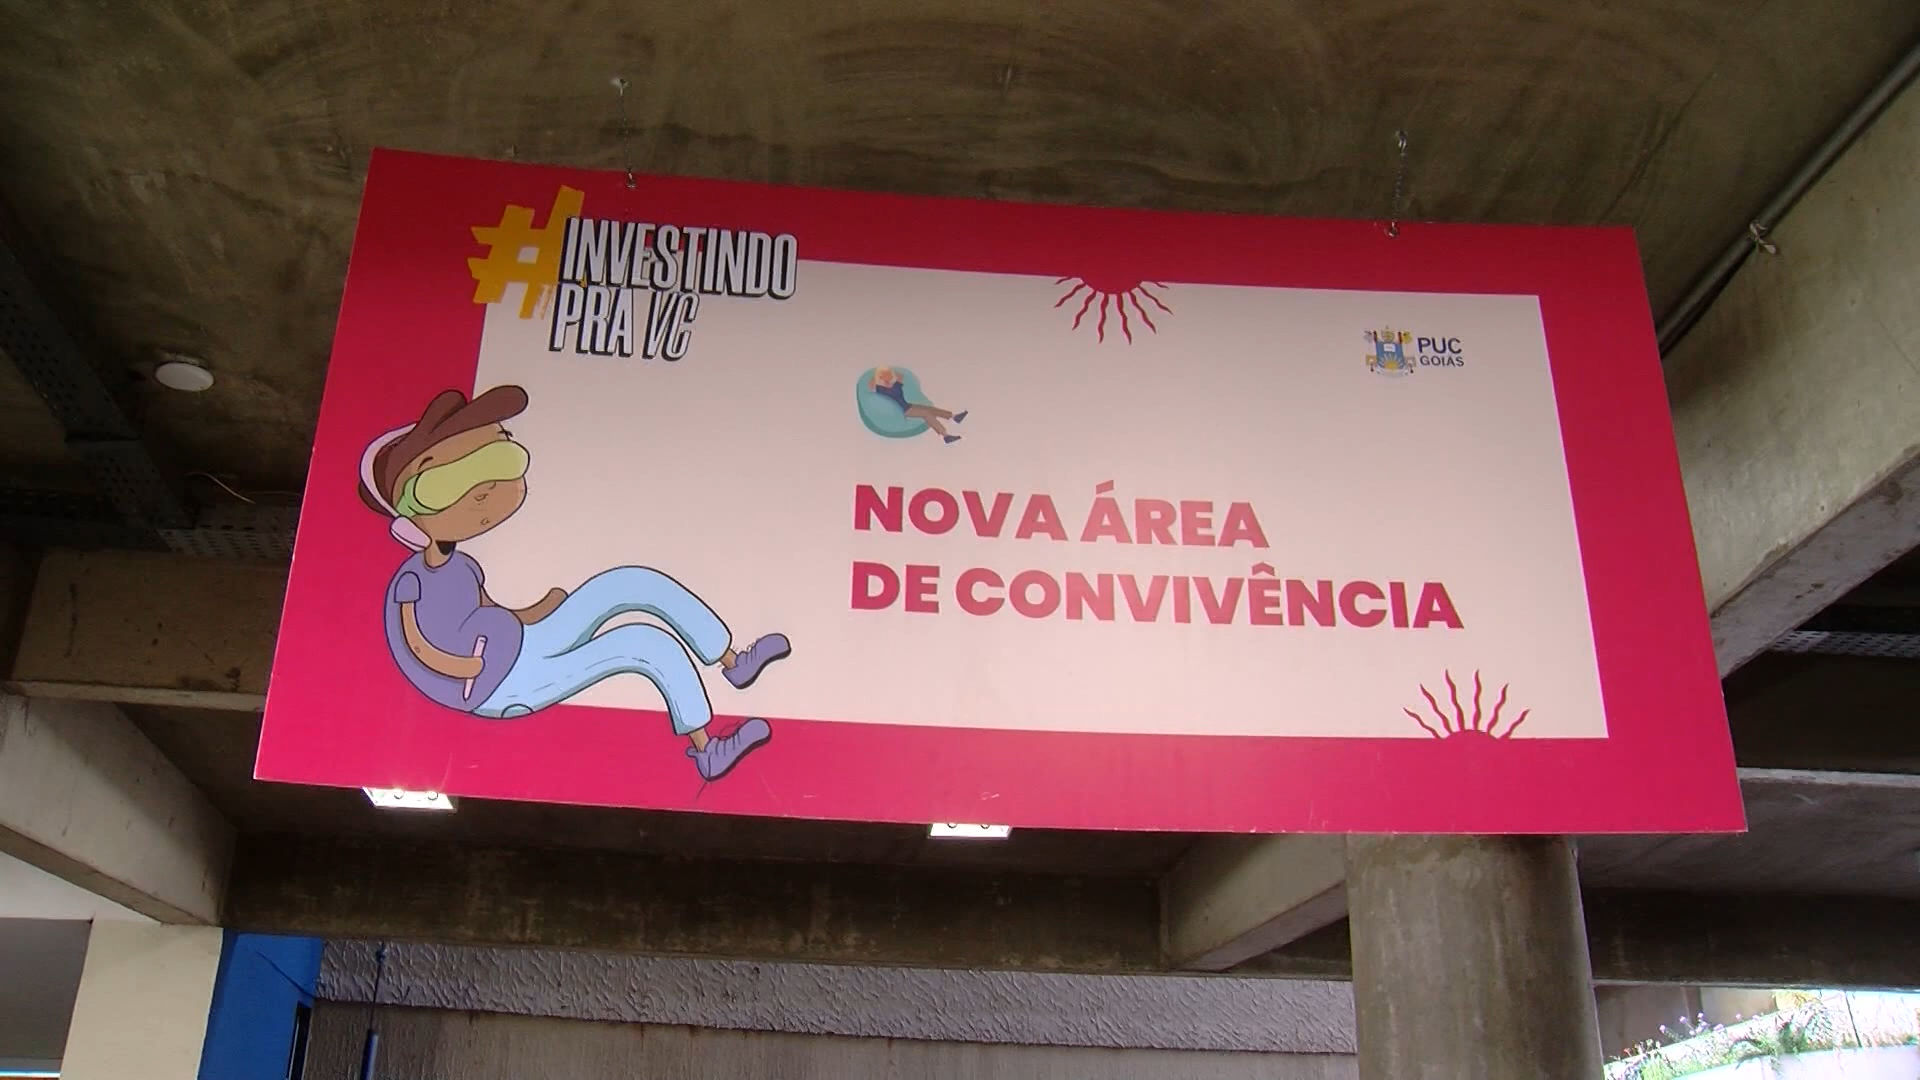 #INVESTINDO
PRA VC
PUC
GOIÁS
NOVA ÁREA
DE CONVIVÊNCIA